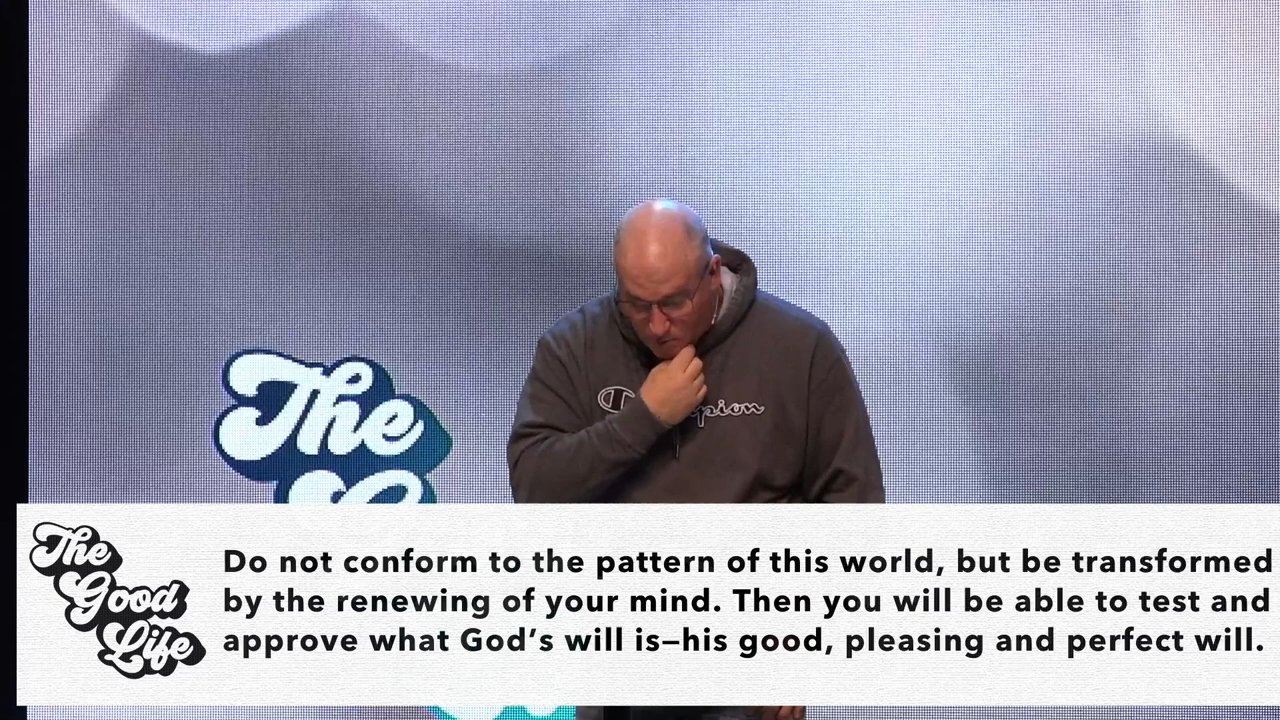 The
Do not conform to the pattern of this world, but be transformed
by the renewing of your mind. Then you will be able to test and
approve what God's will is—his good, pleasing and perfect will.
The
Good
Life